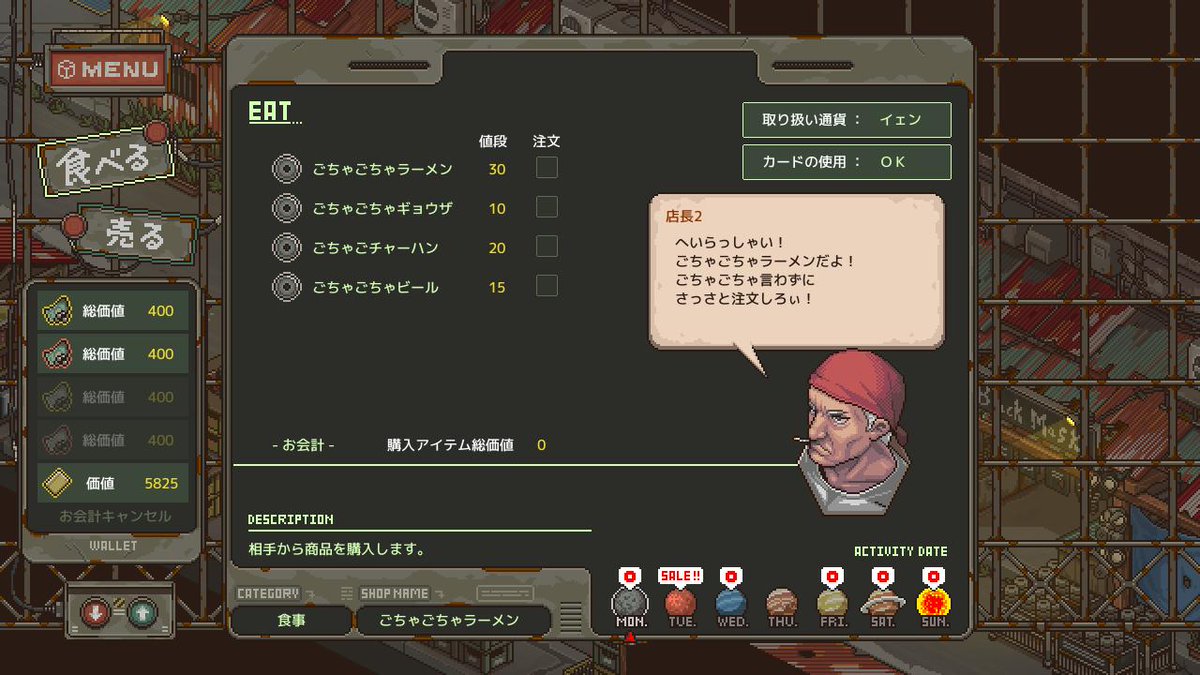 MENU
食べる
売る
総価値 400
総価値 400
総価値 400
総価値 400
価値 5825
お会計キャンセル
WALLET
EAT...
値段 注文
ごちゃごちゃラーメン 30
ごちゃごちゃギョウザ 10
ごちゃごチャーハン 20
ごちゃごちゃビール 15
- お会計 - 購入アイテム総価値 0
DESCRIPTION
相手から商品を購入します。
CATEGORY SHOP NAME
食事 ごちゃごちゃラーメン
取り扱い通貨 : イェン
カードの使用 : OK
店長2
へいらっしゃい！
ごちゃごちゃラーメンだよ！
ごちゃごちゃ言わずに
さっさと注文しろぃ！
ACTIVITY DATE
SALE!!
MON. TUE. WED. THU. FRI. SAT. SUN.
Black Mask